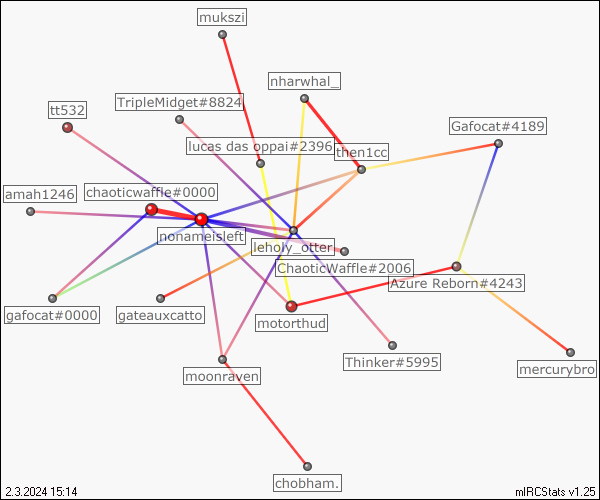 mukszi
nharwhal_
TripleMidget#8824
tt532
Gafocat#4189
lucas das oppai#2396
then1cc
amah1246
chaoticwaffle#0000
nonameisleft
leholy_otter
ChaoticWaffle#2006
Azure Reborn#4243
gafocat#0000
gateauxcatto
motorthud
Thinker#5995
mercurybro
moonraven
chobham.
2.3.2024 15:14
mIRCStats v1.25